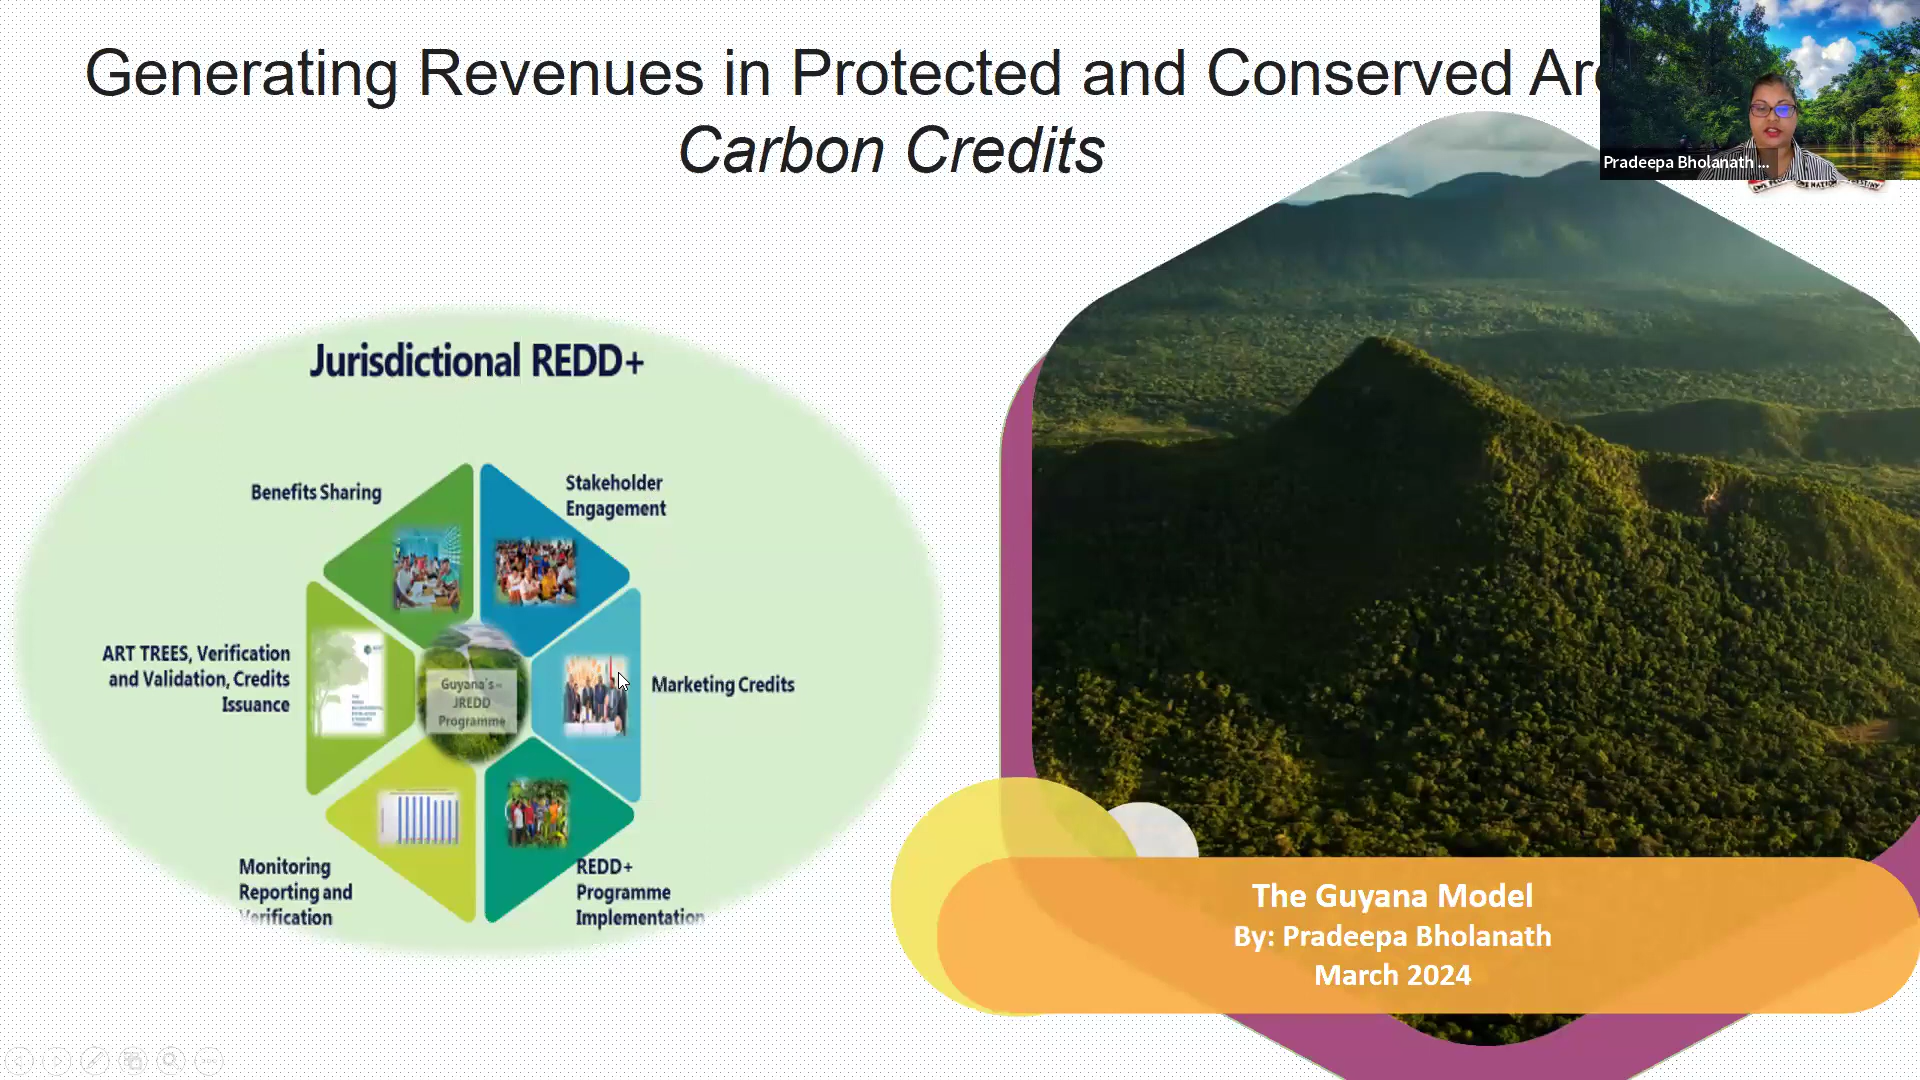 Generating Revenues in Protected and Conserved
Carbon Credits
Pradeepa Bholanath ...
ONE NATION
Jurisdictional REDD+
Benefits Sharing
Stakeholder
Engagement
ART TREES, Verification
and Validation, Credits
Issuance
Guyana's –
JREDD
Programme
Marketing Credits
Monitoring
Reporting and
Verification
REDD+
Programme
Implementation
The Guyana Model
By: Pradeepa Bholanath
March 2024